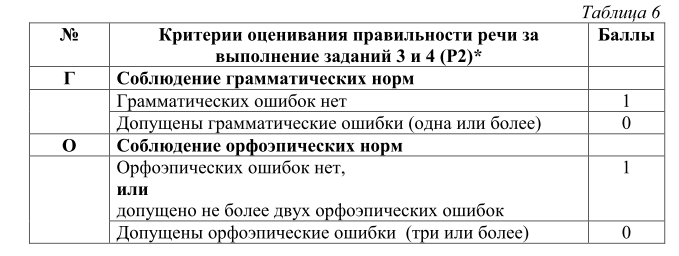 Таблица 6
№ Критерии оценивания правильности речи за Баллы
выполнение заданий 3 и 4 (Р2)*
Г Соблюдение грамматических норм
Грамматических ошибок нет 1
Допущены грамматические ошибки (одна или более) 0
О Соблюдение орфоэпических норм
Орфоэпических ошибок нет, 1
или
допущено не более двух орфоэпических ошибок
Допущены орфоэпические ошибки (три или более) 0